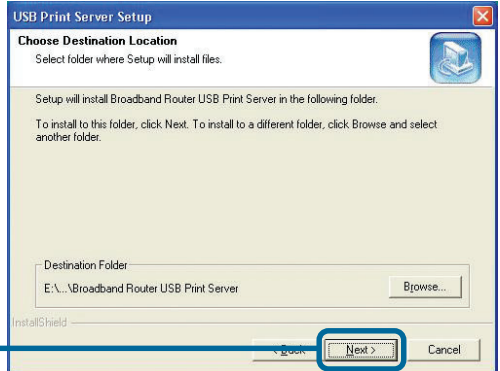 USB Print Server Setup
Choose Destination Location
Select folder where Setup will install files.
Setup will install Broadband Router USB Print Server in the following folder.
To install to this folder, click Next. To install to a different folder, click Browse and select
another folder.
Destination Folder
E:\...\Broadband Router USB Print Server
Browse...
InstallShield
< Back
Next >
Cancel